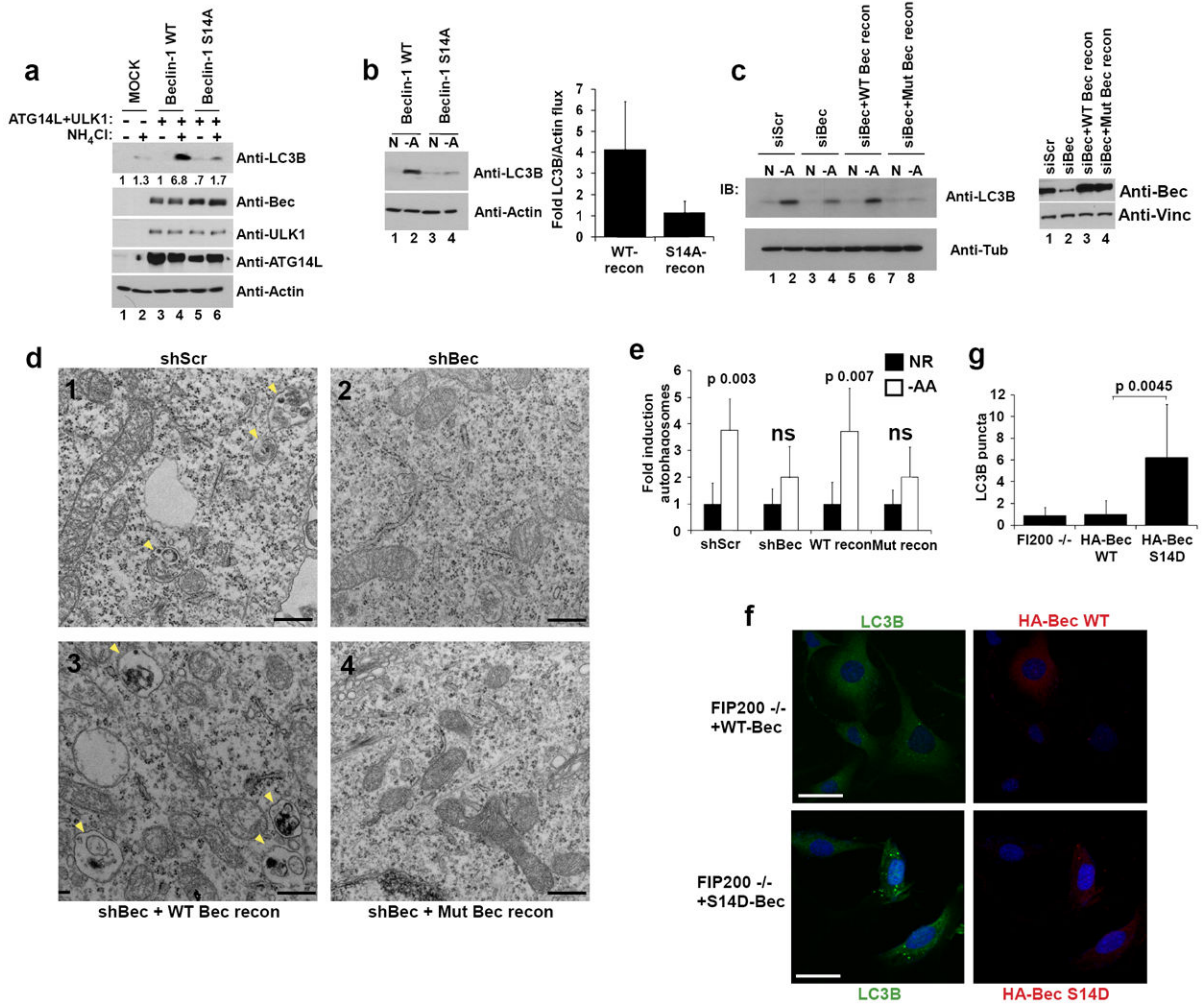 a
MOCK
Beclin-1 WT
Beclin-1 S14A
ATG14L+ULK1: - - + + + +
NH4Cl: - + - + - +
Anti-LC3B
1 1.3 1 6.8 .7 1.7
Anti-Bec
Anti-ULK1
Anti-ATG14L
Anti-Actin
1 2 3 4 5 6
b
Beclin-1 WT
Beclin-1 S14A
N -A N -A
Anti-LC3B
Anti-Actin
1 2 3 4
Fold LC3B/Actin flux
7
6
5
4
3
2
1
0
WT-recon
S14A-recon
c
siScr
siBec
siBec+WT Bec recon
siBec+Mut Bec recon
N -A N -A N -A N -A
IB:
Anti-LC3B
Anti-Tub
1 2 3 4 5 6 7 8
siScr
siBec
siBec+WT Bec recon
siBec+Mut Bec recon
Anti-Bec
Anti-Vinc
1 2 3 4
d
shScr
shBec
1
2
3
4
shBec + WT Bec recon
shBec + Mut Bec recon
e
NR
-AA
Fold induction
autophagosomes
6
5
4
3
2
1
0
p 0.003
ns
p 0.007
ns
shScr
shBec
WT recon
Mut recon
g
LC3B puncta
12
10
8
6
4
2
0
p 0.0045
FI200 -/-
HA-Bec
WT
HA-Bec
S14D
f
LC3B
HA-Bec WT
FIP200 -/-
+WT-Bec
FIP200 -/-
+S14D-Bec
LC3B
HA-Bec S14D